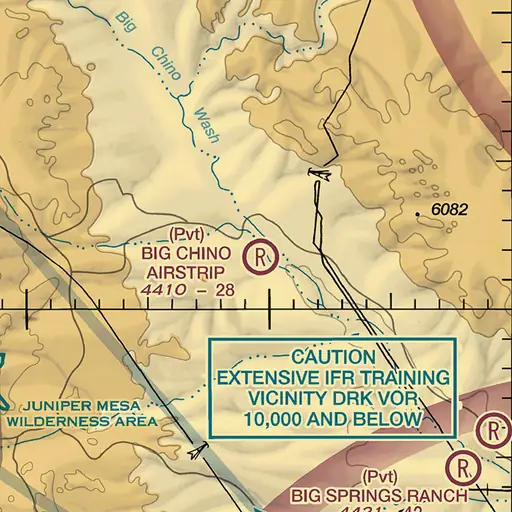 Big
Chino
Wash
6082
(Pvt)
BIG CHINO
AIRSTRIP
4410 – 28
R
CAUTION
EXTENSIVE IFR TRAINING
VICINITY DRK VOR
10,000 AND BELOW
JUNIPER MESA
WILDERNESS AREA
R
R
(Pvt)
BIG SPRINGS RANCH